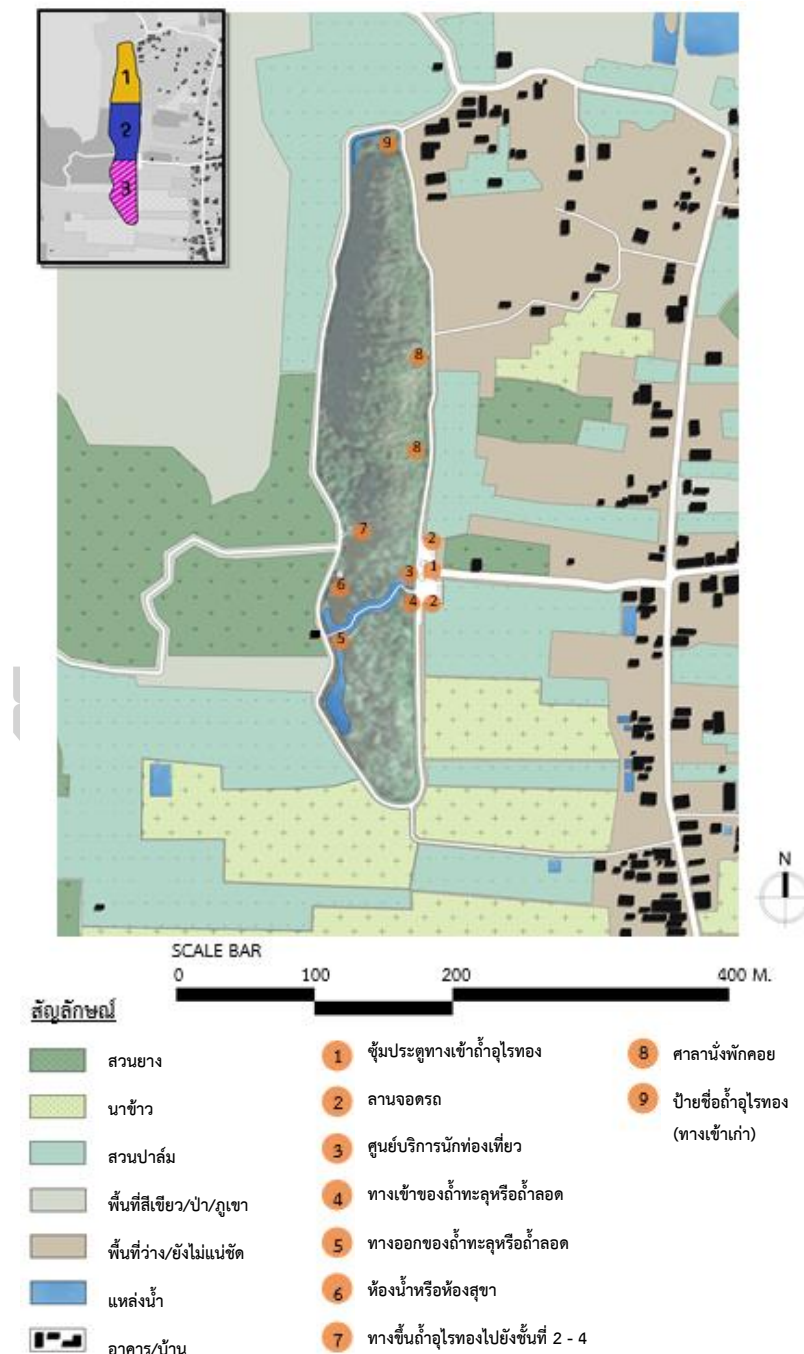 1
2
3
9
8
8
7
2
1
3
6
4
2
5
N
SCALE BAR
0 100 200 400 M.
สัญลักษณ์
สวนยาง
นาข้าว
สวนปาล์ม
พื้นที่สีเขียว/ป่า/ภูเขา
พื้นที่ว่าง/ยังไม่แน่ชัด
แหล่งน้ำ
อาคาร/บ้าน
1 ซุ้มประตูทางเข้าถ้ำอุไรทอง
2 ลานจอดรถ
3 ศูนย์บริการนักท่องเที่ยว
4 ทางเข้าของถ้ำทะลุหรือถ้ำลอด
5 ทางออกของถ้ำทะลุหรือถ้ำลอด
6 ห้องน้ำหรือห้องสุขา
7 ทางขึ้นถ้ำอุไรทองไปยังชั้นที่ 2 - 4
8 ศาลานั่งพักคอย
9 ป้ายชื่อถ้ำอุไรทอง
(ทางเข้าเก่า)